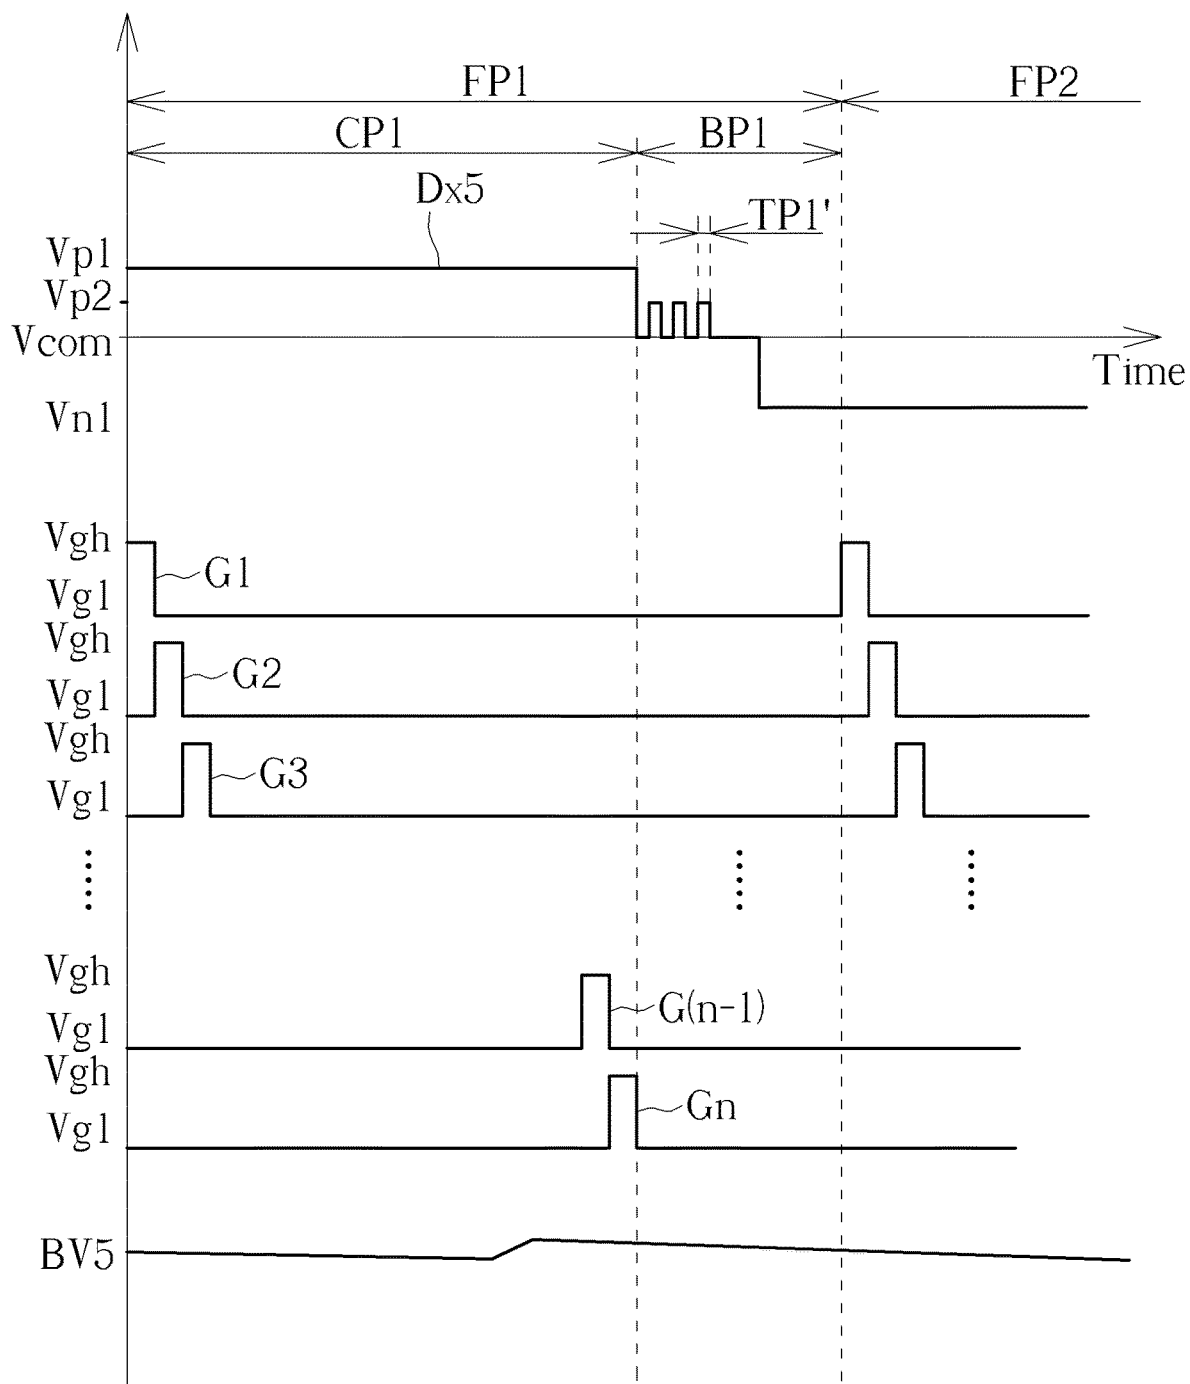 FP1 FP2
CP1 BP1
Dx5 TP1'
Vp1
Vp2
Vcom
Time
Vn1
Vgh
G1
Vgl
Vgh
G2
Vgl
Vgh
G3
Vgl
Vgh
G(n-1)
Vgl
Vgh
Gn
Vgl
BV5